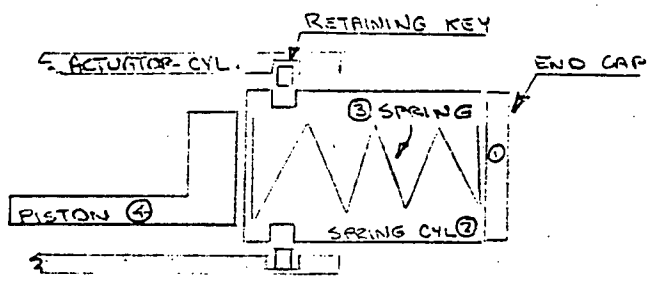 RETAINING KEY
ACTUATOR CYL.
END CAP
③ SPRING
①
PISTON ④
SPRING CYL ②